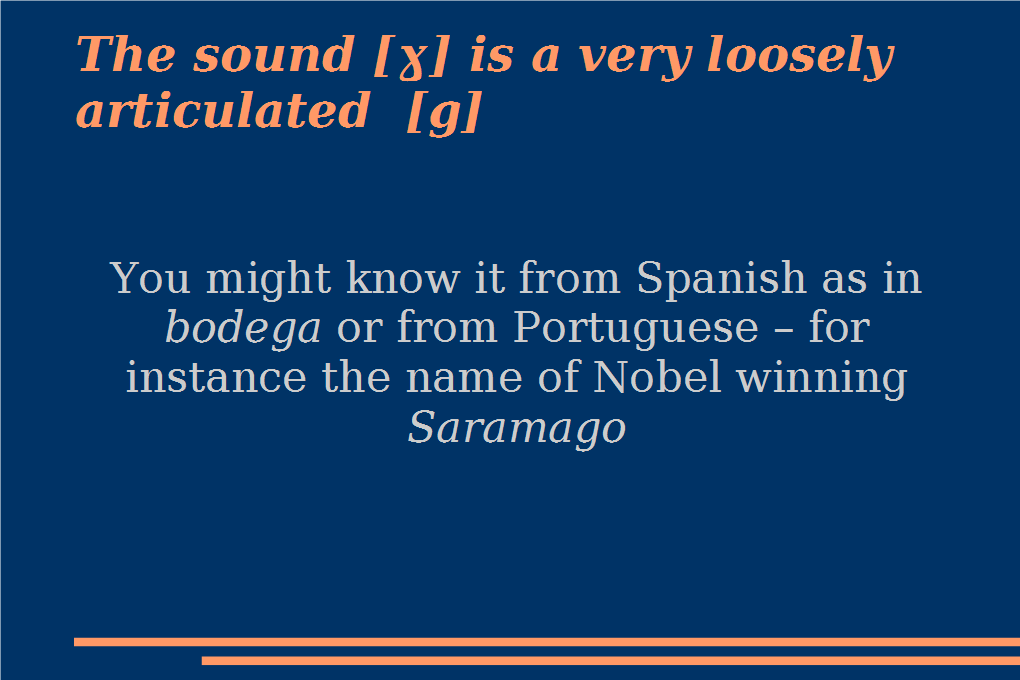 The sound [ɣ] is a very loosely
articulated  [g]
You might know it from Spanish as in
bodega or from Portuguese – for
instance the name of Nobel winning
Saramago